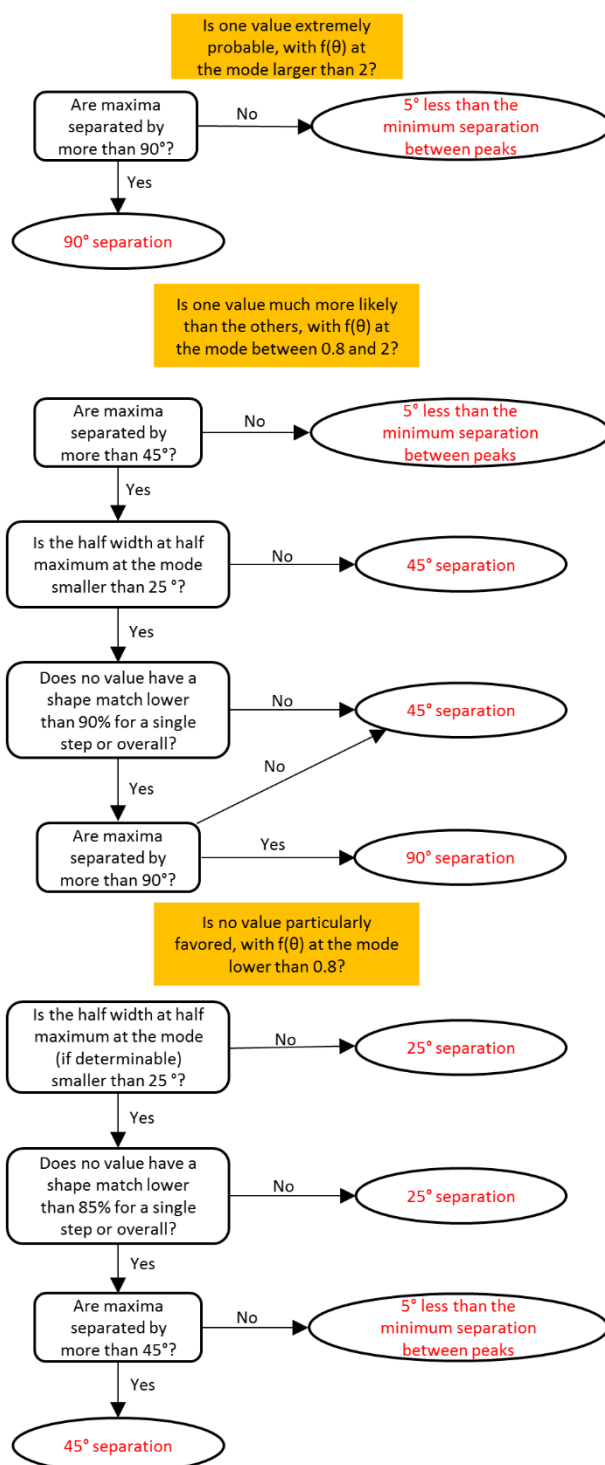 Is one value extremely
probable, with f(θ) at
the mode larger than 2?
Are maxima
separated by
more than 90°?
No
5° less than the
minimum separation
between peaks
Yes
90° separation
Is one value much more likely
than the others, with f(θ) at
the mode between 0.8 and 2?
Are maxima
separated by
more than 45°?
No
5° less than the
minimum separation
between peaks
Yes
Is the half width at half
maximum at the mode
smaller than 25 °?
No
45° separation
Yes
Does no value have a
shape match lower
than 90% for a single
step or overall?
No
45° separation
No
Yes
Are maxima
separated by
more than 90°?
Yes
90° separation
Is no value particularly
favored, with f(θ) at the mode
lower than 0.8?
Is the half width at half
maximum at the mode
(if determinable)
smaller than 25 °?
No
25° separation
Yes
Does no value have a
shape match lower
than 85% for a single
step or overall?
No
25° separation
Yes
Are maxima
separated by
more than 45°?
No
5° less than the
minimum separation
between peaks
Yes
45° separation